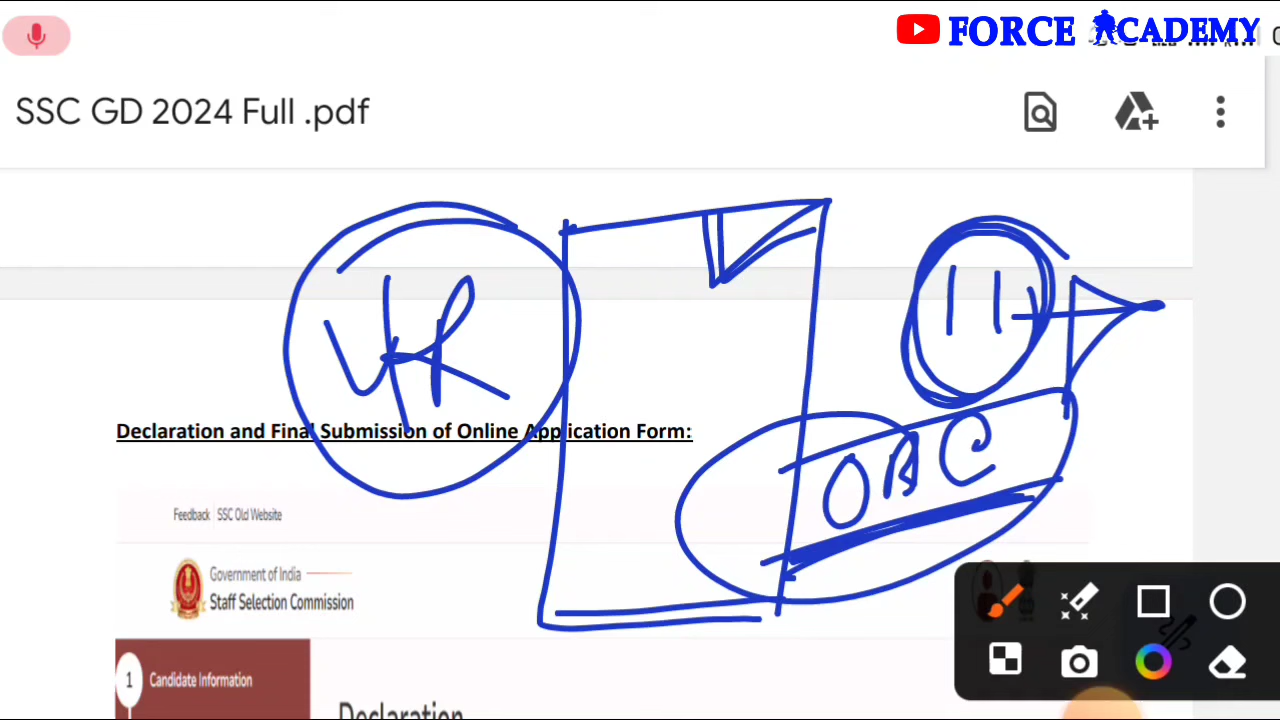 FORCE ACADEMY
SSC GD 2024 Full .pdf
UR
11
OBC
Declaration and Final Submission of Online Application Form:
Feedback | SSC Old Website
Government of India
Staff Selection Commission
1 Candidate Information
Declaration